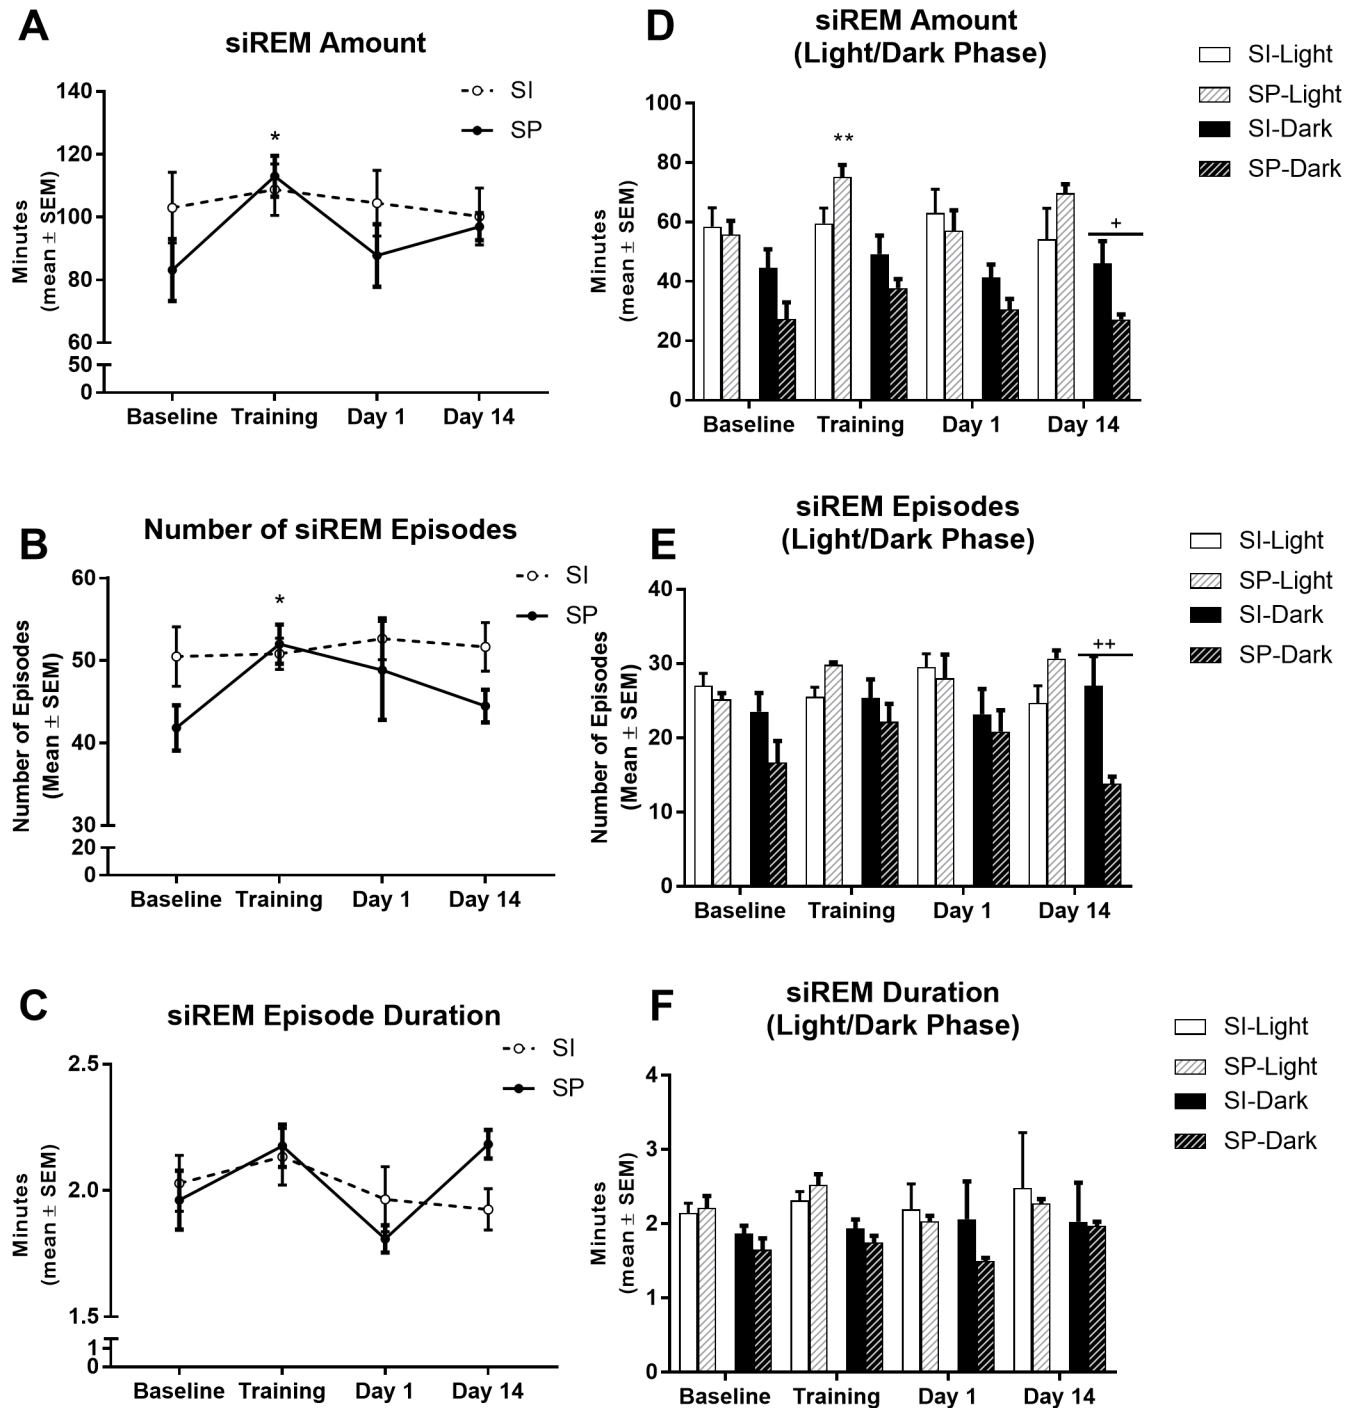 A
siREM Amount
SI
SP
Minutes
(mean ± SEM)
140
120
100
80
60
50
0
*
Baseline Training Day 1 Day 14
D
siREM Amount
(Light/Dark Phase)
SI-Light
SP-Light
SI-Dark
SP-Dark
Minutes
(mean ± SEM)
100
80
60
40
20
0
**
+
Baseline Training Day 1 Day 14
B
Number of siREM Episodes
SI
SP
Number of Episodes
(Mean ± SEM)
60
50
40
30
20
0
*
Baseline Training Day 1 Day 14
E
siREM Episodes
(Light/Dark Phase)
SI-Light
SP-Light
SI-Dark
SP-Dark
Number of Episodes
(Mean ± SEM)
40
30
20
10
0
++
Baseline Training Day 1 Day 14
C
siREM Episode Duration
SI
SP
Minutes
(mean ± SEM)
2.5
2.0
1.5
1
0
Baseline Training Day 1 Day 14
F
siREM Duration
(Light/Dark Phase)
SI-Light
SP-Light
SI-Dark
SP-Dark
Minutes
(mean ± SEM)
4
3
2
1
0
Baseline Training Day 1 Day 14